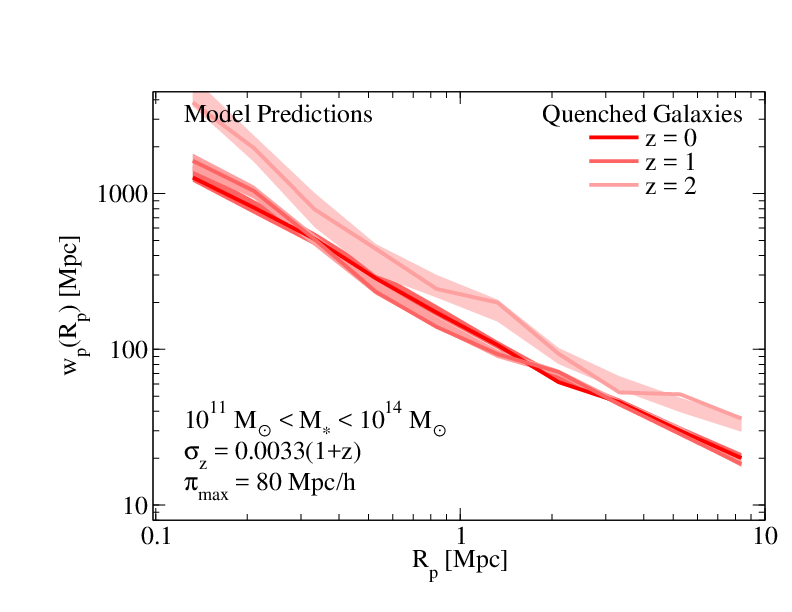 Model Predictions
Quenched Galaxies
z = 0
z = 1
z = 2
1000
100
10
w_p(R_p) [Mpc]
10^11 M_⊙ < M_* < 10^14 M_⊙
σ_z = 0.0033(1+z)
π_max = 80 Mpc/h
0.1
1
10
R_p [Mpc]